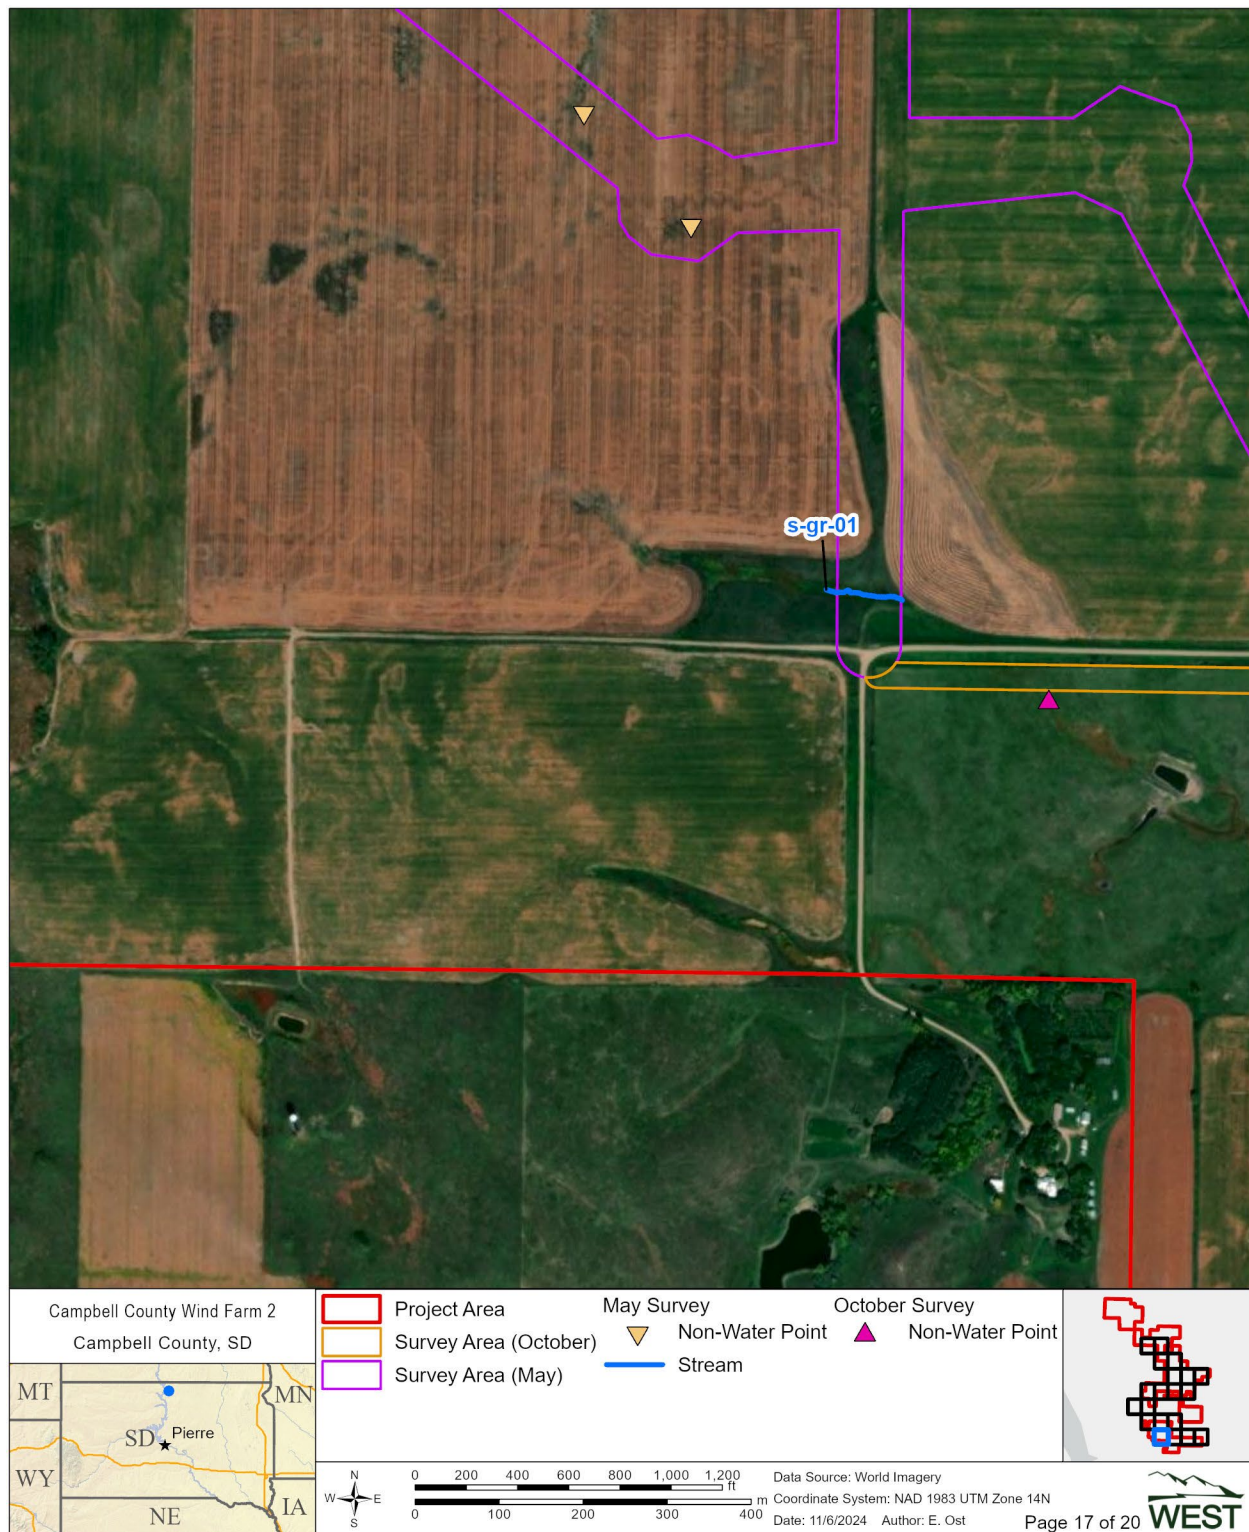 s-gr-01
Campbell County Wind Farm 2
Campbell County, SD
MT
MN
SD
Pierre
WY
NE
IA
Project Area
Survey Area (October)
Survey Area (May)
May Survey
Non-Water Point
Stream
October Survey
Non-Water Point
N
W E
S
0 200 400 600 800 1,000 1,200
ft
m
0 100 200 300 400
Data Source: World Imagery
Coordinate System: NAD 1983 UTM Zone 14N
Date: 11/6/2024 Author: E. Ost
Page 17 of 20
WEST